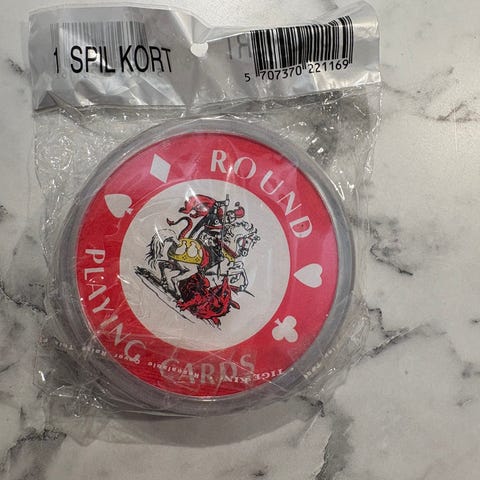 1 SPIL KORT
5 707370 221169
ROUND
PLAYING CARDS